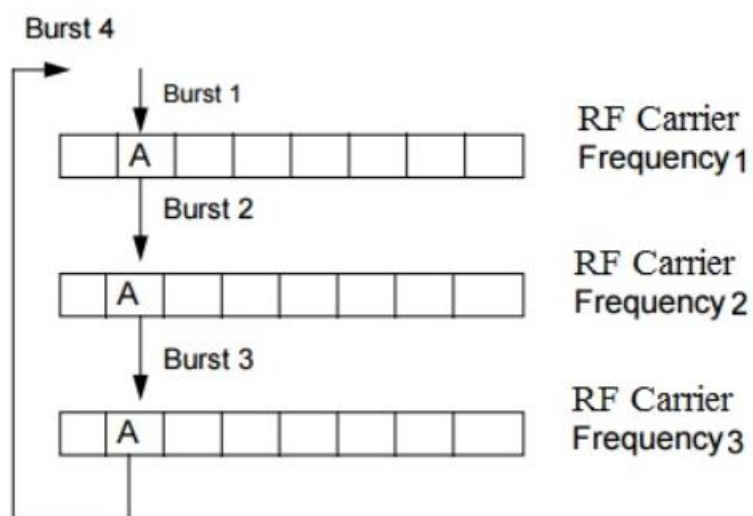 Burst 4
Burst 1
RF Carrier
A
Frequency 1
Burst 2
RF Carrier
A
Frequency 2
Burst 3
RF Carrier
A
Frequency 3